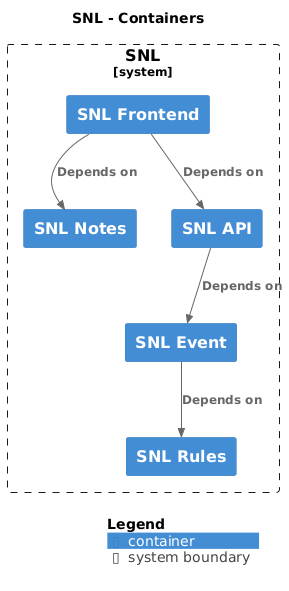 SNL - Containers
SNL
[system]
SNL Frontend
Depends on
Depends on
SNL Notes
SNL API
Depends on
SNL Event
Depends on
SNL Rules
Legend
▯ container
▯ system boundary